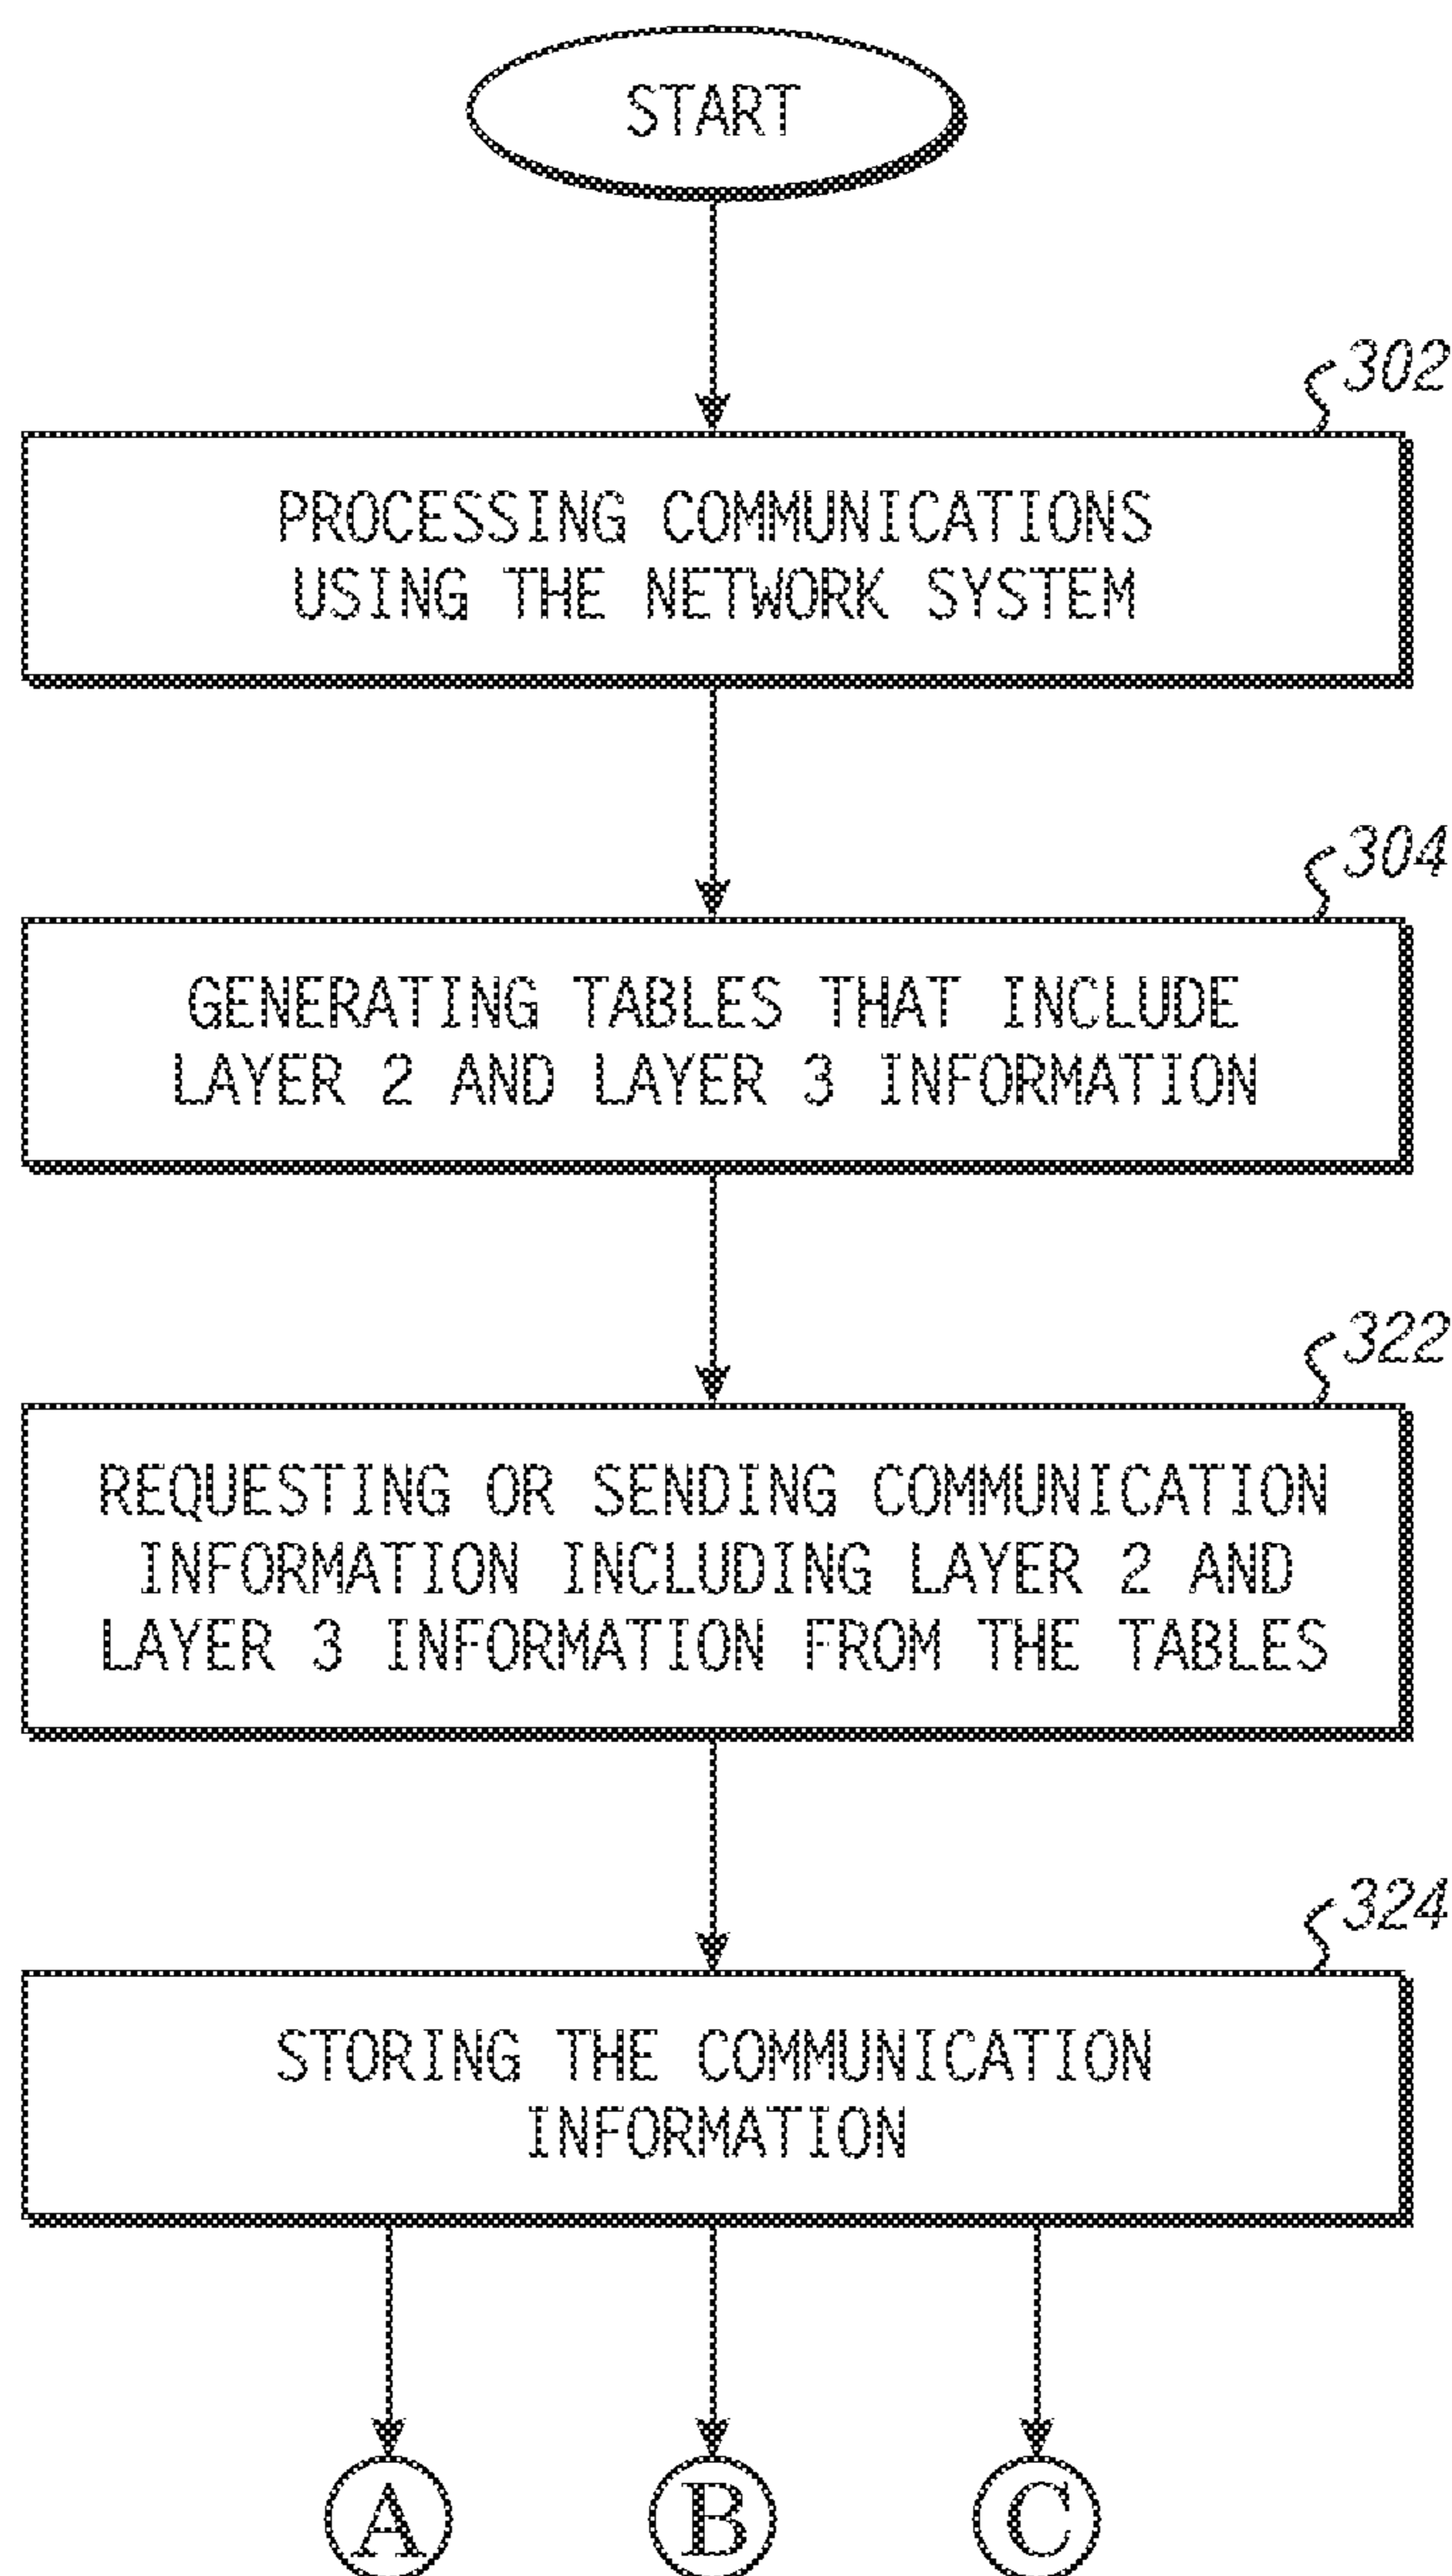 START
302
PROCESSING COMMUNICATIONS
USING THE NETWORK SYSTEM
304
GENERATING TABLES THAT INCLUDE
LAYER 2 AND LAYER 3 INFORMATION
322
REQUESTING OR SENDING COMMUNICATION
INFORMATION INCLUDING LAYER 2 AND
LAYER 3 INFORMATION FROM THE TABLES
324
STORING THE COMMUNICATION
INFORMATION
A B C